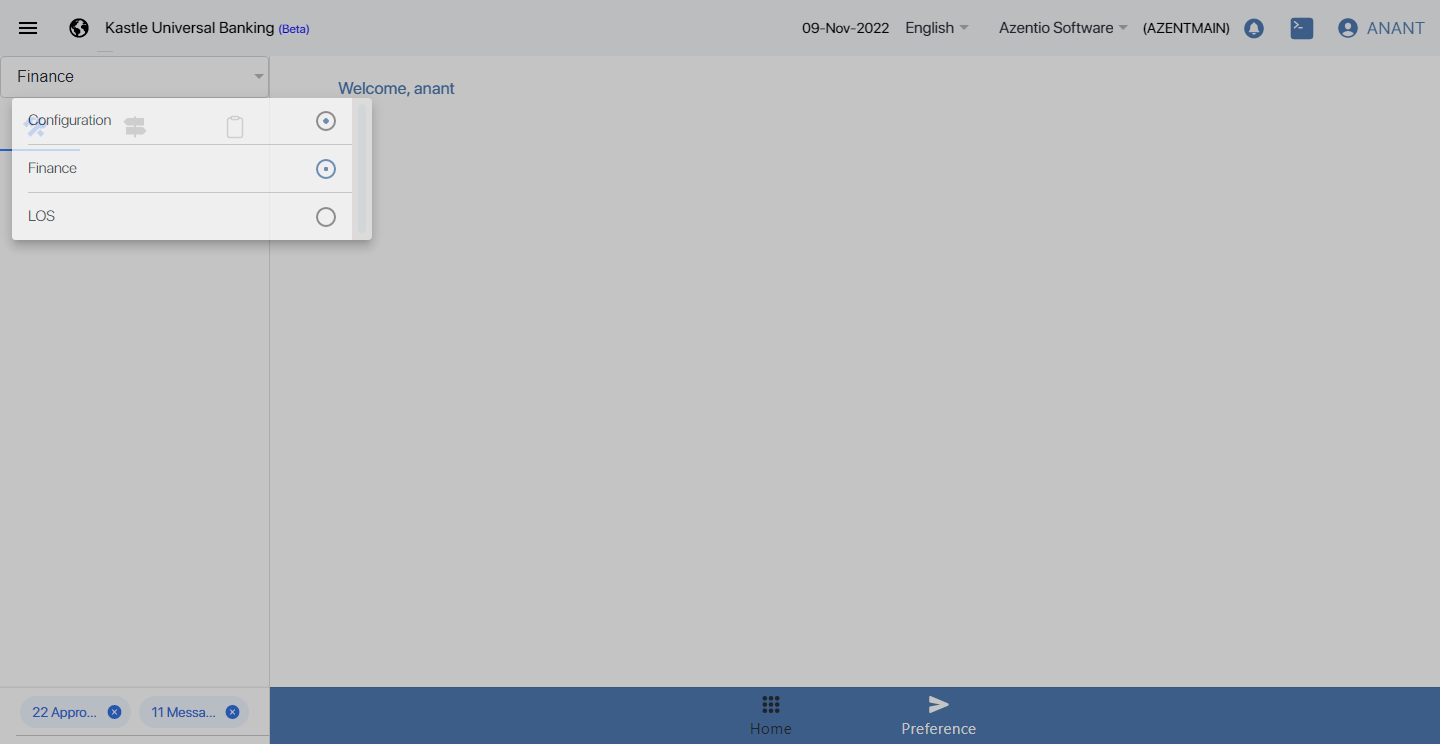 Kastle Universal Banking (Beta)
09-Nov-2022 English Azentio Software (AZENTMAIN) ANANT
Finance
Welcome, anant
Configuration
Finance
LOS
22 Appro... 11 Messa...
Home Preference